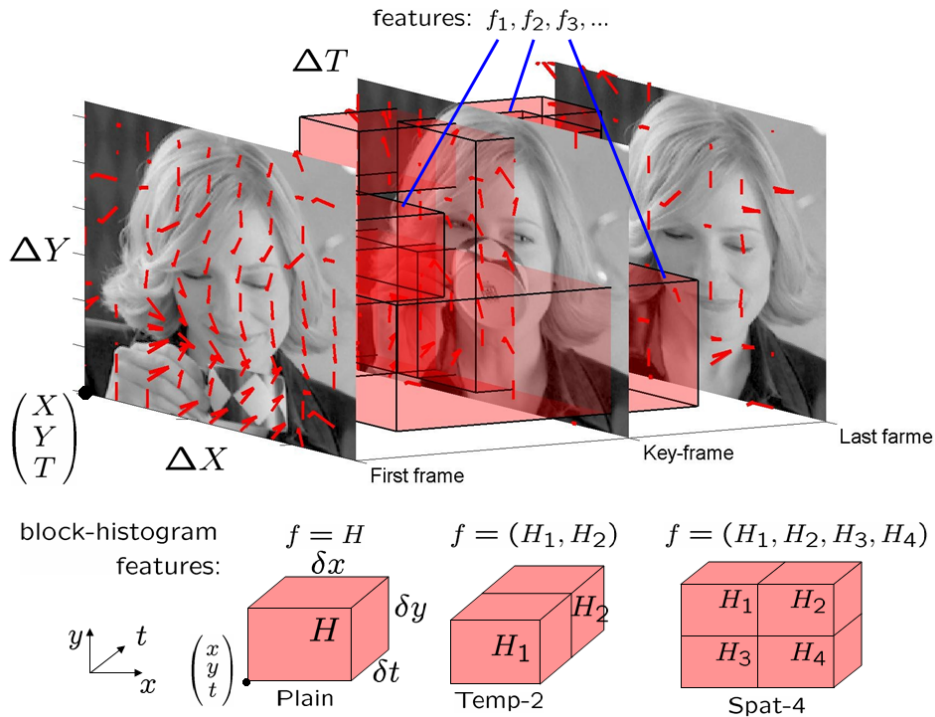 features: f₁, f₂, f₃, ...
ΔT
ΔY
(X
Y
T)
ΔX
First frame
Key-frame
Last farme
block-histogram
features:
f = H
f = (H₁, H₂)
f = (H₁, H₂, H₃, H₄)
δx
δy
δt
H
H₁
H₂
H₁
H₂
H₃
H₄
y
t
x
(x
y
t)
Plain
Temp-2
Spat-4